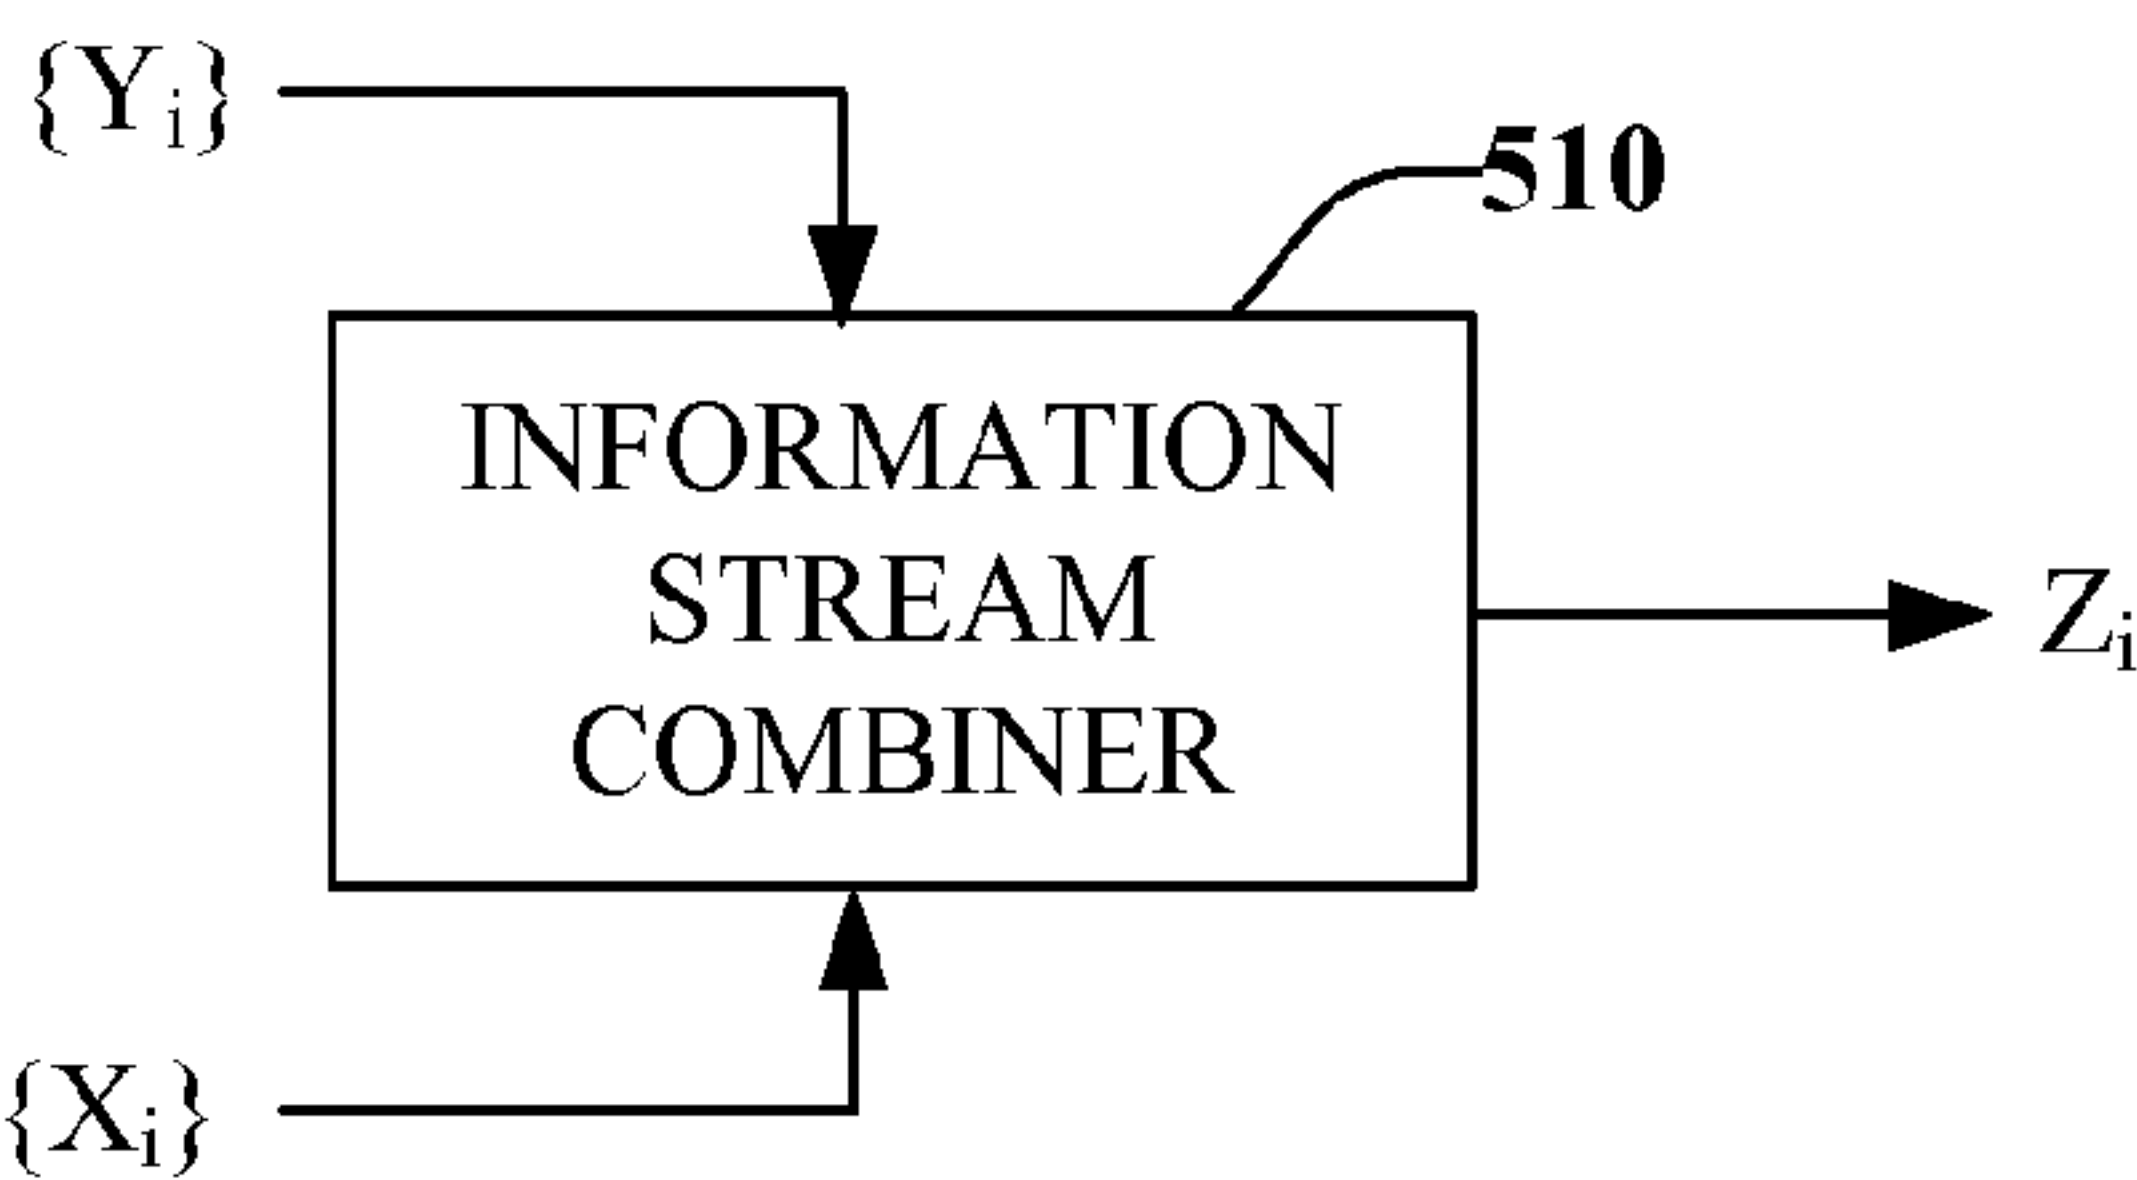 {Yi}
510
INFORMATION
STREAM
COMBINER
Zi
{Xi}